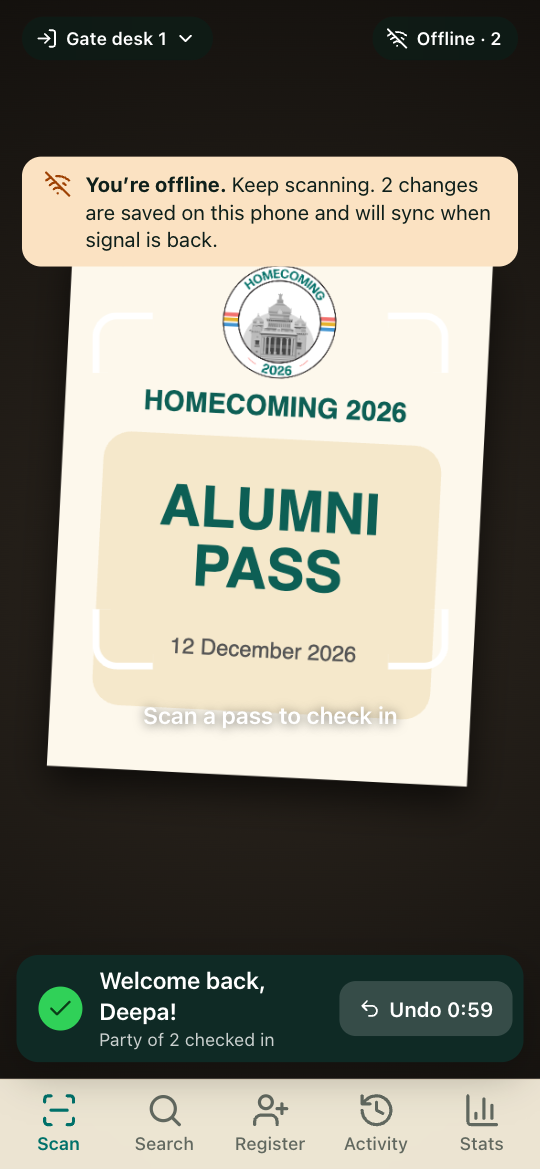 Gate desk 1
Offline · 2
You're offline. Keep scanning. 2 changes
are saved on this phone and will sync when
signal is back.
HOMECOMING
2026
HOMECOMING 2026
ALUMNI
PASS
12 December 2026
Scan a pass to check in
Welcome back,
Deepa!
Party of 2 checked in
Undo 0:59
Scan
Search
Register
Activity
Stats